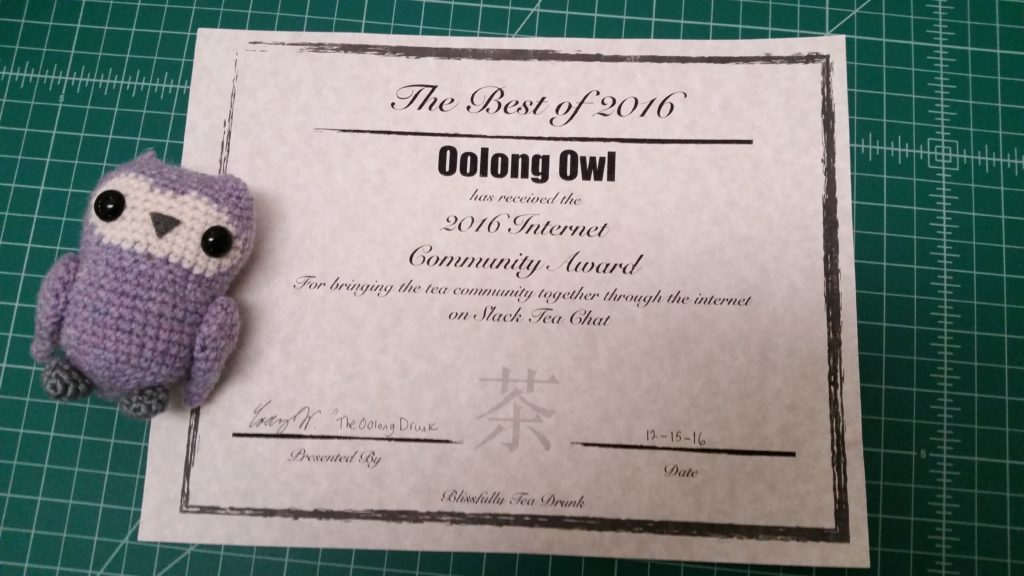 The Best of 2016
Oolong Owl
has received the
2016 Internet
Community Award
For bringing the tea community together through the internet
on Slack Tea Chat
茶
"The Oolong Drunk
12-15-16
Presented By
Date
Blissfully Tea Drunk
5
5